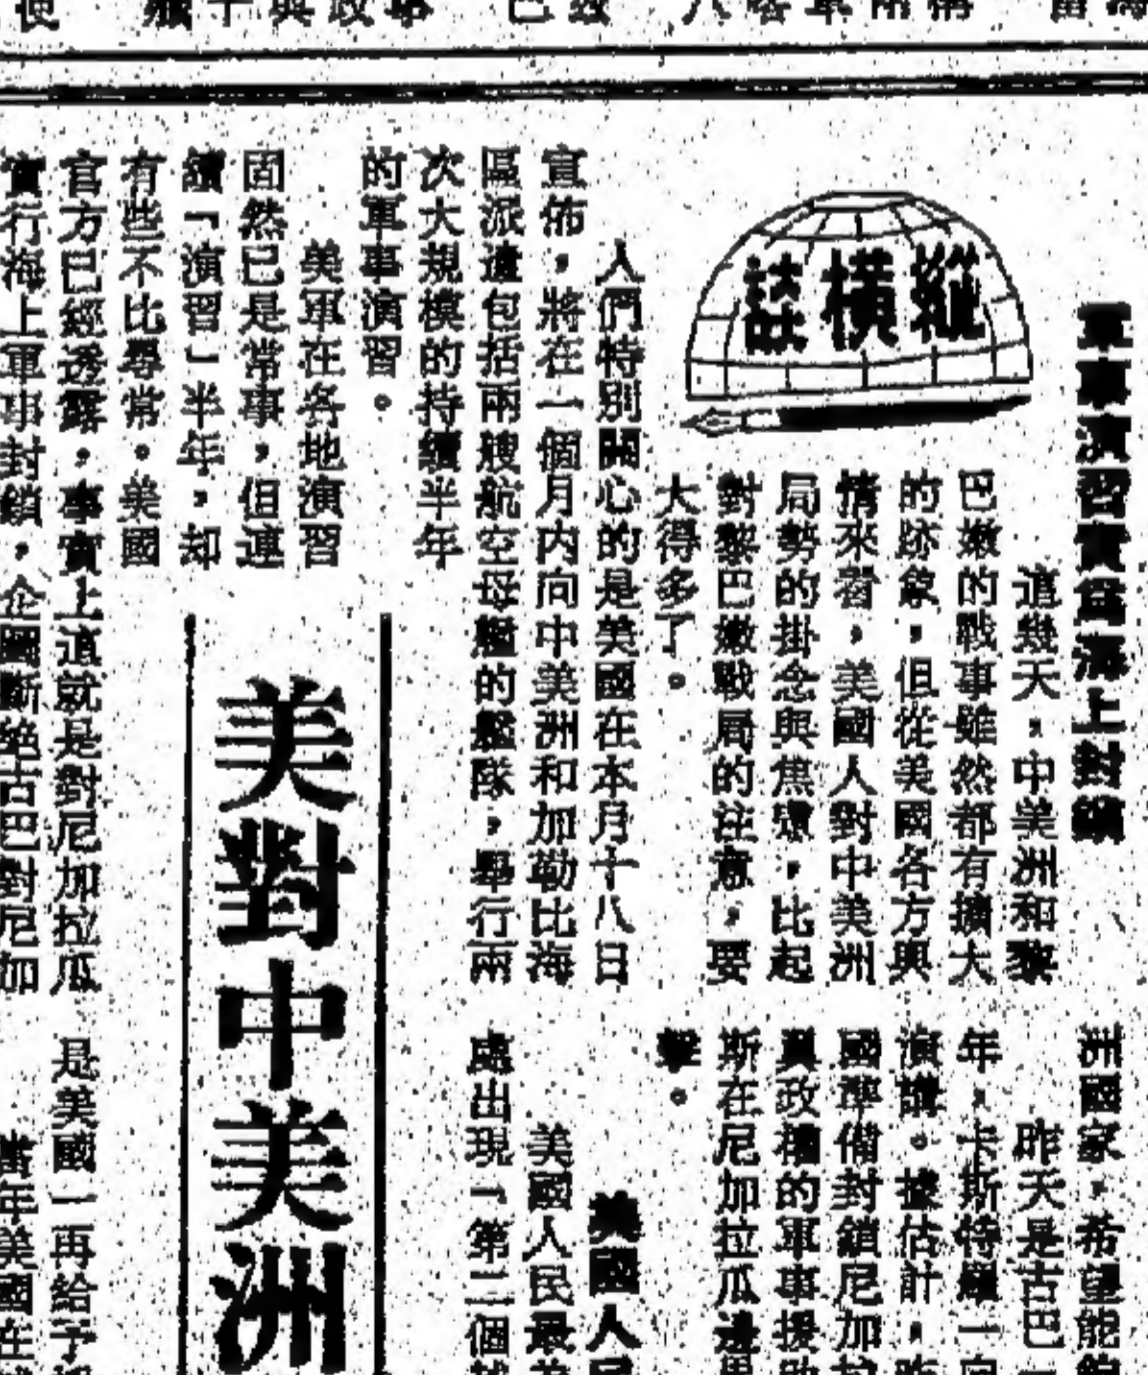 縱橫談
軍事演習實為海上封鎖
這幾天，中美洲和黎
巴嫩的戰事雖然都有擴大
的跡象，但從美國各方輿
情來看，美國人對中美洲
局勢的掛念與焦慮，比起
對黎巴嫩戰局的注意，要
大得多了。
人們特別關心的是美國在本月十八日
宣佈，將在一個月内向中美洲和加勒比海
區派遣包括兩艘航空母艦的艦隊，舉行兩
次大規模的持續半年
的軍事演習。
美軍在各地演習
固然已是常事，但連
續「演習」半年，却
有些不比尋常。美國
官方已經透露，事實上這就是對尼加拉瓜
實行海上軍事封鎖，企圖斷絕古巴對尼加
美對中美洲
洲國家，希望能
昨天是古巴
年，卡斯特羅一
演講。據估計，昨
國準備封鎖尼加拉
異政權的軍事援助
斯在尼加拉瓜邊界
擊。
美國人民
美國人民最
處出現「第二個
是美國一再給予
當年美國在